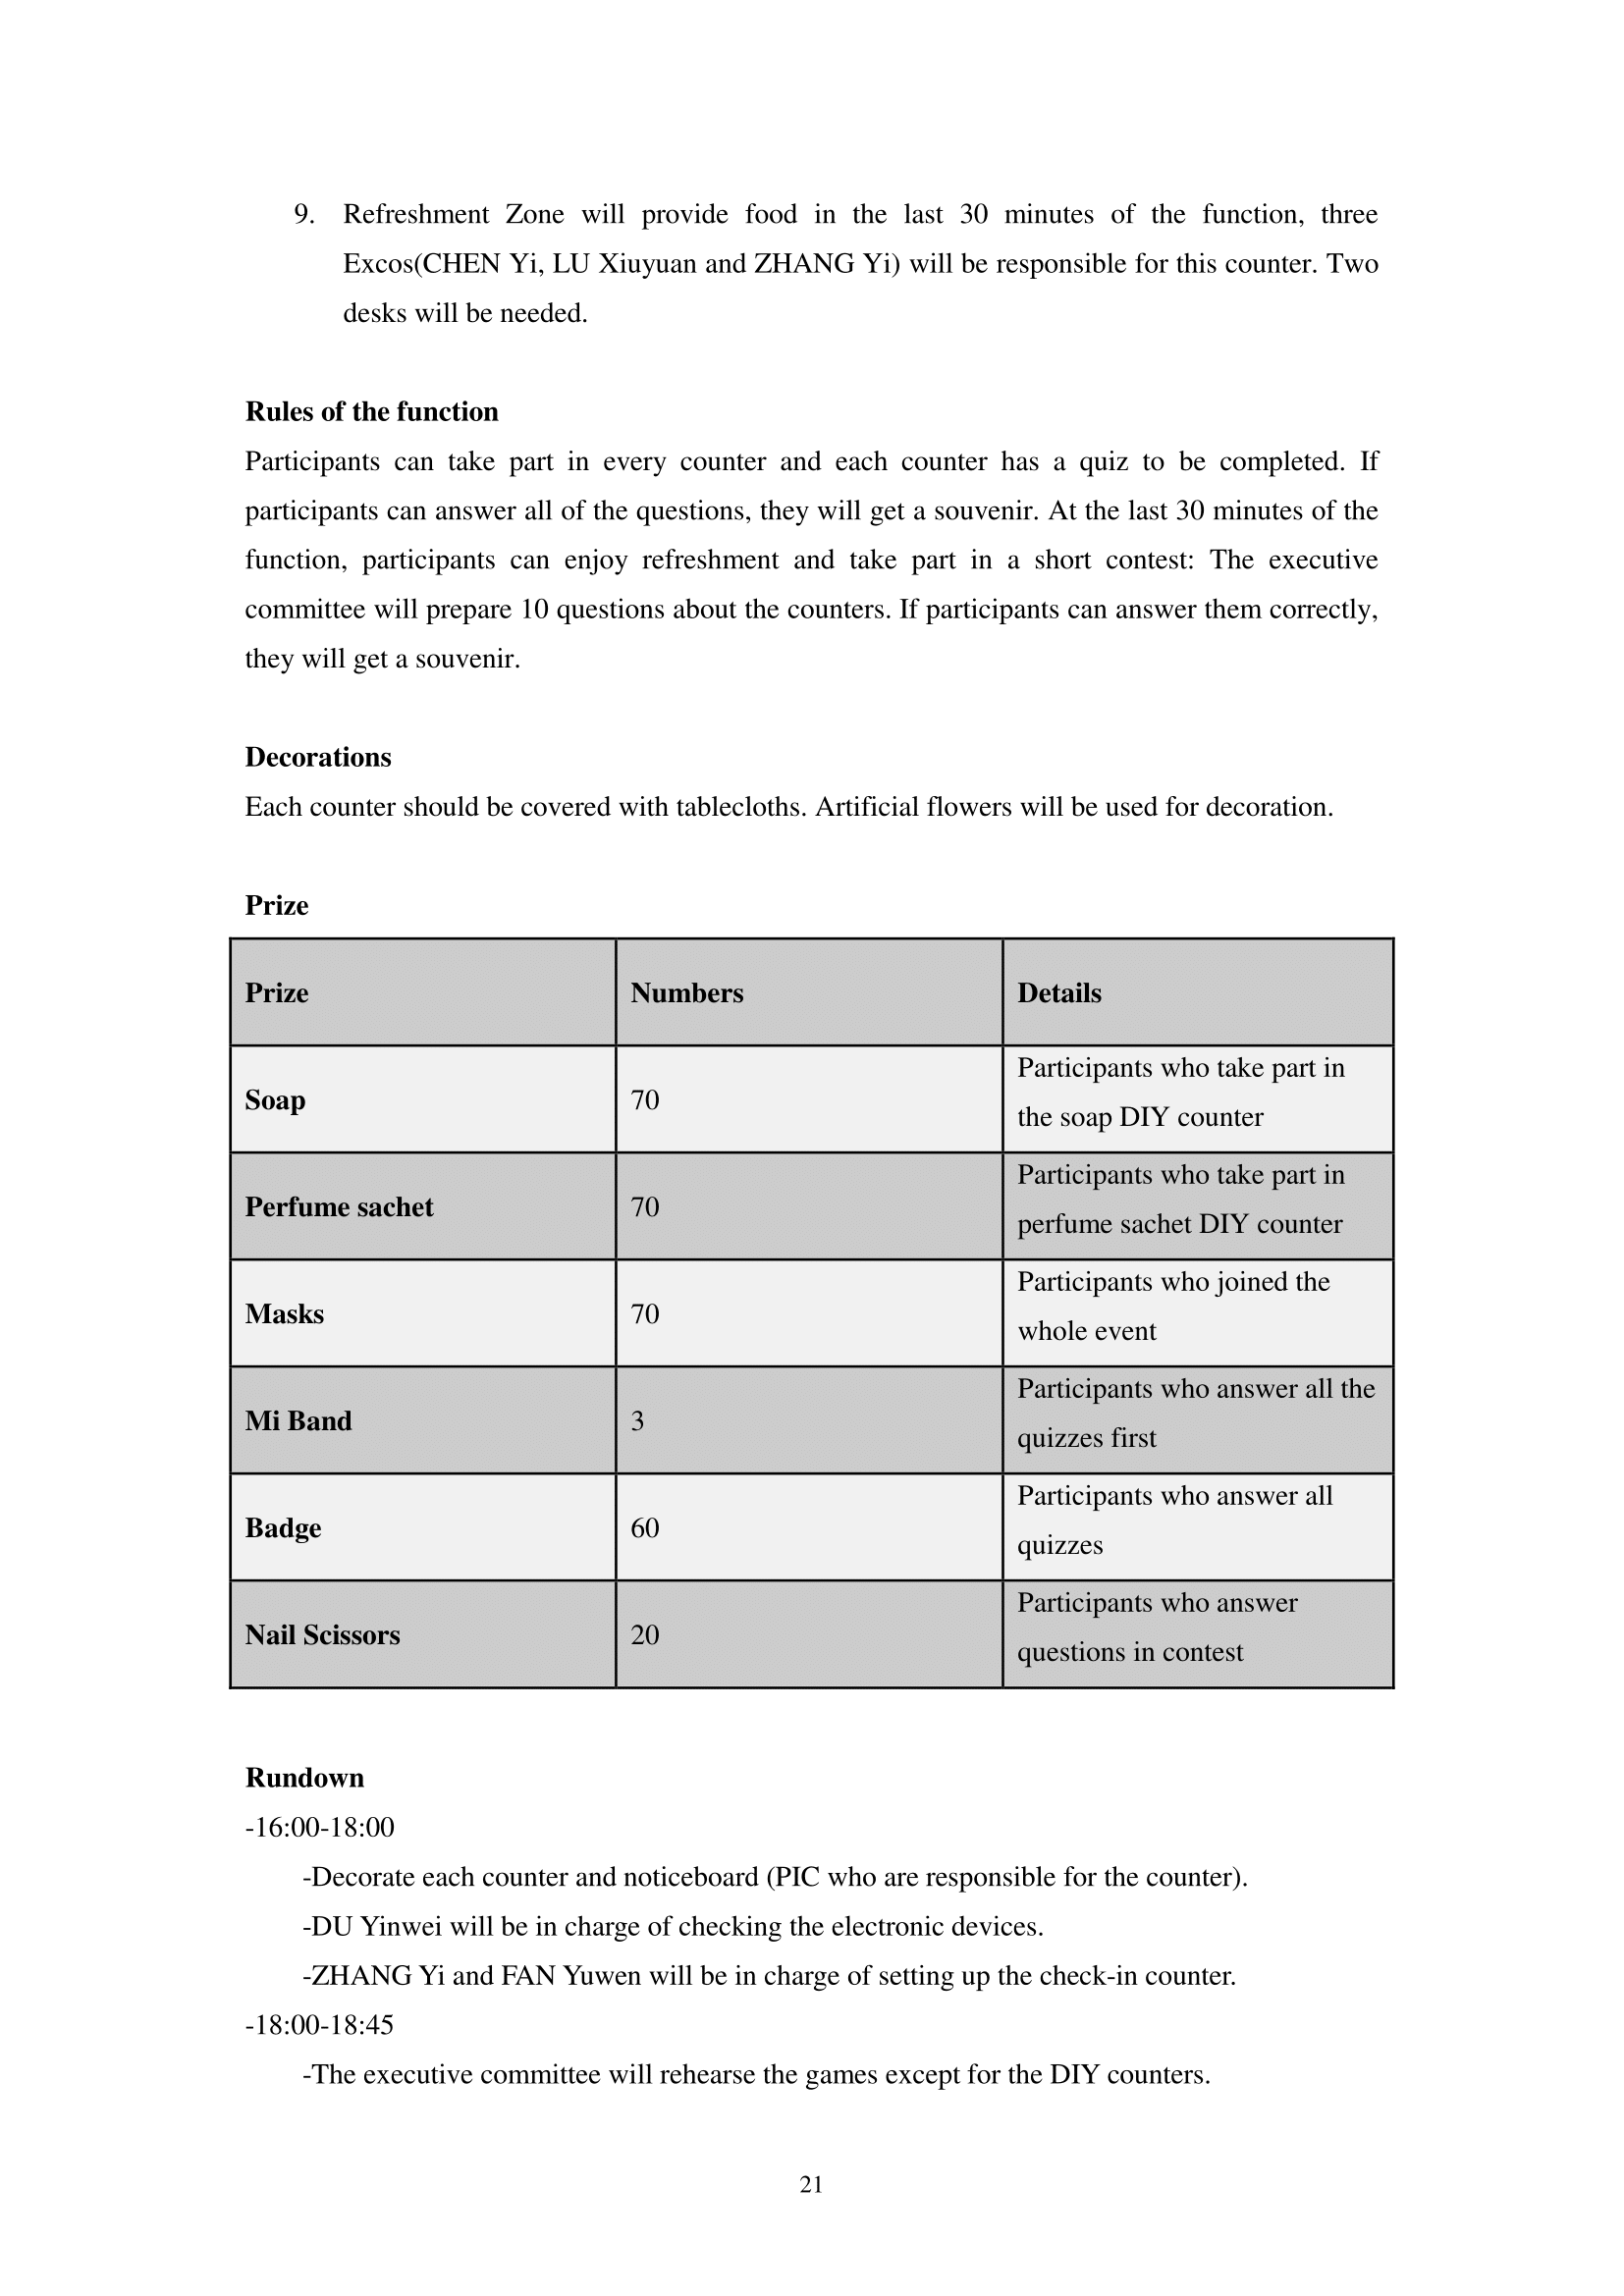 9. Refreshment Zone will provide food in the last 30 minutes of the function, three
Excos(CHEN Yi, LU Xiuyuan and ZHANG Yi) will be responsible for this counter. Two
desks will be needed.
Rules of the function
Participants can take part in every counter and each counter has a quiz to be completed. If
participants can answer all of the questions, they will get a souvenir. At the last 30 minutes of the
function, participants can enjoy refreshment and take part in a short contest: The executive
committee will prepare 10 questions about the counters. If participants can answer them correctly,
they will get a souvenir.
Decorations
Each counter should be covered with tablecloths. Artificial flowers will be used for decoration.
Prize
Prize Numbers Details
Soap 70 Participants who take part in
the soap DIY counter
Perfume sachet 70 Participants who take part in
perfume sachet DIY counter
Masks 70 Participants who joined the
whole event
Mi Band 3 Participants who answer all the
quizzes first
Badge 60 Participants who answer all
quizzes
Nail Scissors 20 Participants who answer
questions in contest
Rundown
-16:00-18:00
-Decorate each counter and noticeboard (PIC who are responsible for the counter).
-DU Yinwei will be in charge of checking the electronic devices.
-ZHANG Yi and FAN Yuwen will be in charge of setting up the check-in counter.
-18:00-18:45
-The executive committee will rehearse the games except for the DIY counters.
21